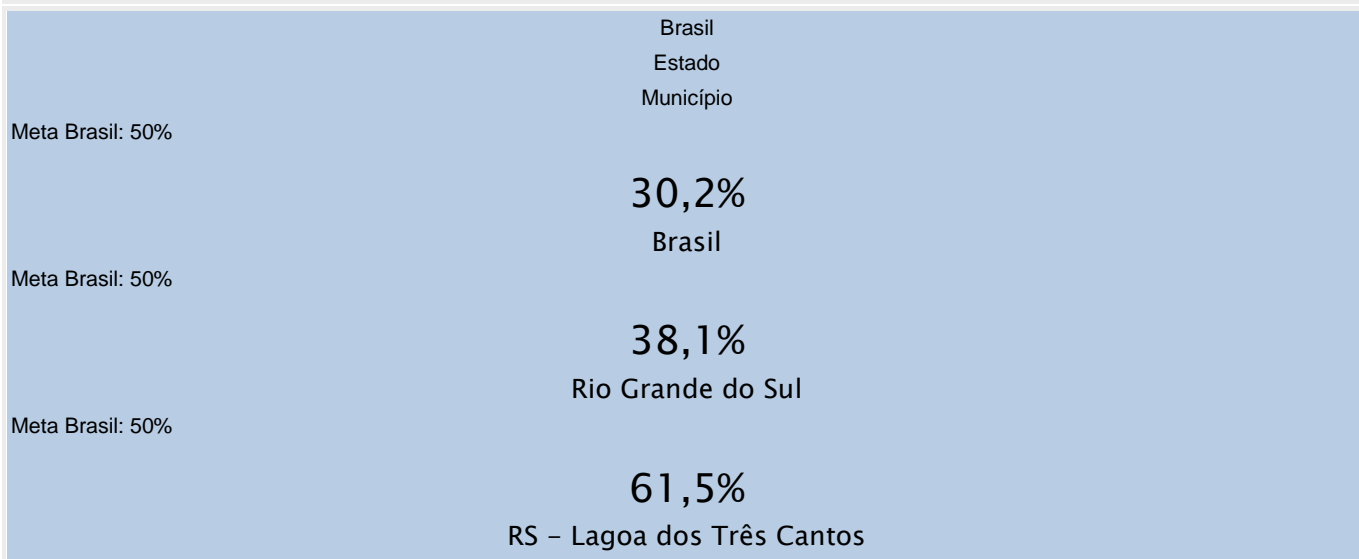 Brasil
Estado
Município
Meta Brasil: 50%
30,2%
Brasil
Meta Brasil: 50%
38,1%
Rio Grande do Sul
Meta Brasil: 50%
61,5%
RS - Lagoa dos Três Cantos